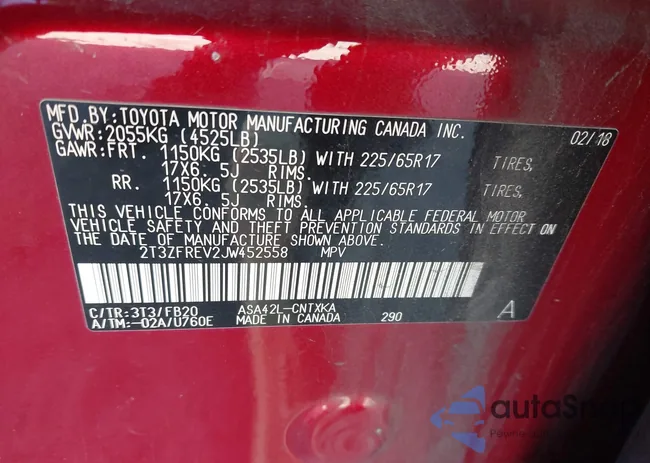 MFD.BY:TOYOTA MOTOR MANUFACTURING CANADA INC. 02/18
GVWR:2055KG (4525LB)
GAWR:FRT. 1150KG (2535LB) WITH 225/65R17 TIRES,
17X6. 5J RIMS.
RR. 1150KG (2535LB) WITH 225/65R17 TIRES,
17X6. 5J RIMS.
THIS VEHICLE CONFORMS TO ALL APPLICABLE FEDERAL MOTOR
VEHICLE SAFETY AND THEFT PREVENTION STANDARDS IN EFFECT ON
THE DATE OF MANUFACTURE SHOWN ABOVE.
2T3ZFREV2JW452558 MPV
C/TR:3T3/FB20 ASA42L-CNTXKA
A/TM:-02A/U760E MADE IN CANADA 290 A